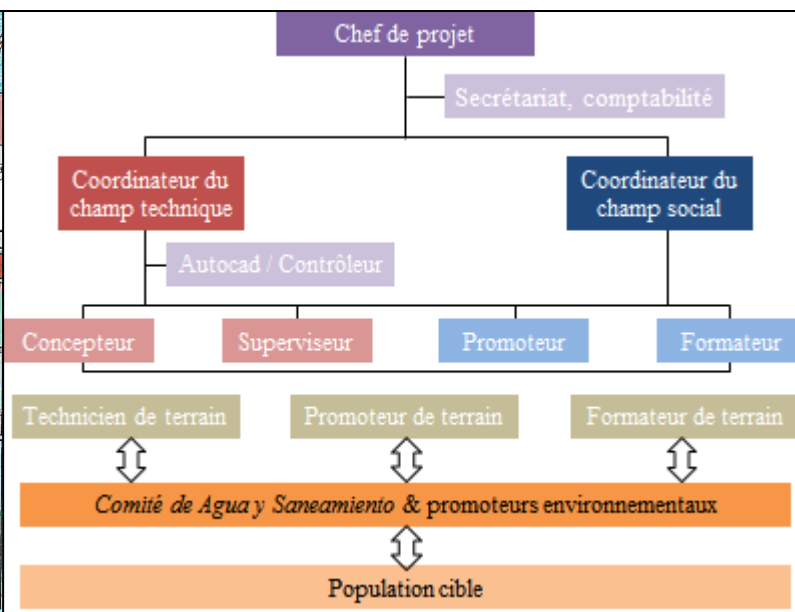 Chef de projet
Secrétariat, comptabilité
Coordinateur du
champ technique
Coordinateur du
champ social
Autocad / Contrôleur
Concepteur
Superviseur
Promoteur
Formateur
Technicien de terrain
Promoteur de terrain
Formateur de terrain
Comité de Agua y Saneamiento & promoteurs environnementaux
Population cible